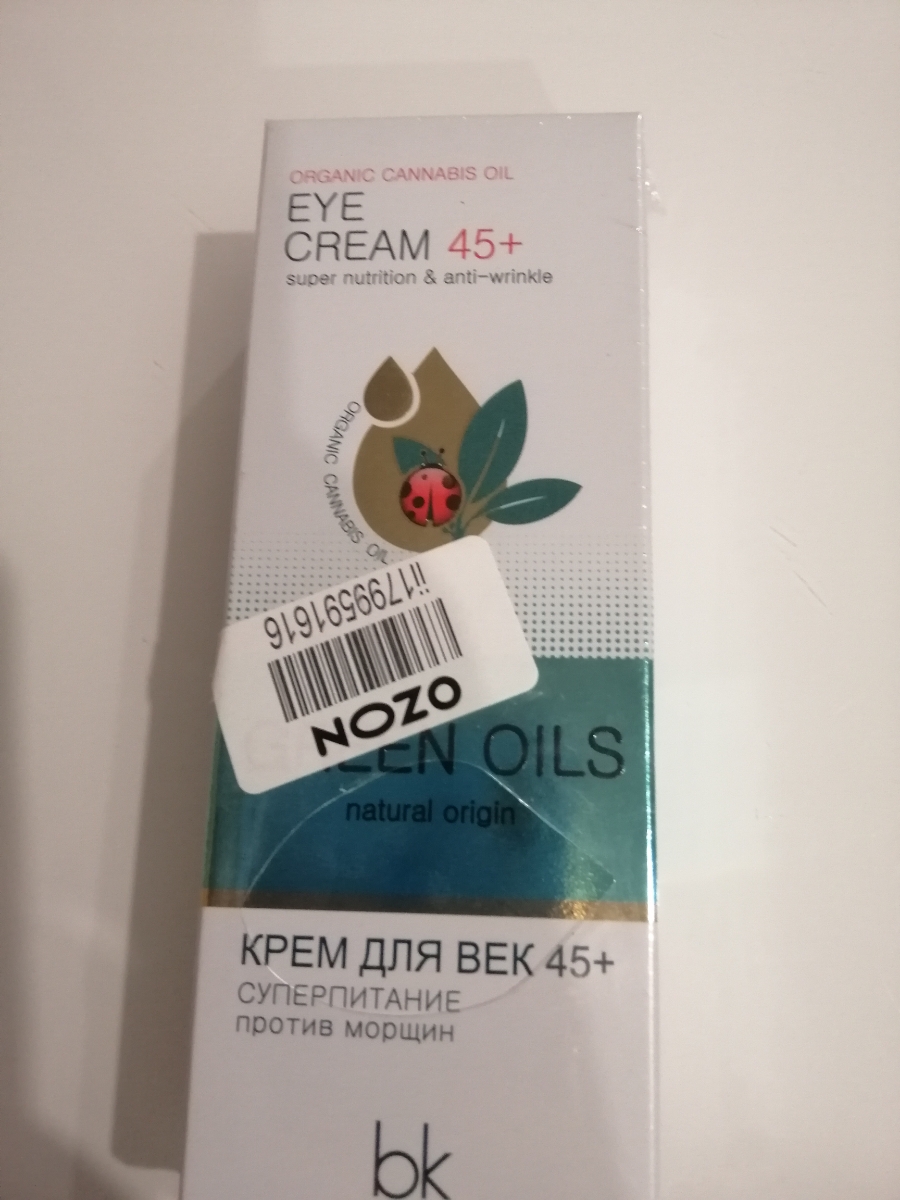 ORGANIC CANNABIS OIL
EYE
CREAM 45+
super nutrition & anti-wrinkle
ORGANIC CANNABIS OIL
ii1799591616
OZON
OILS
natural origin
КРЕМ ДЛЯ ВЕК 45+
СУПЕРПИТАНИЕ
против морщин
bk